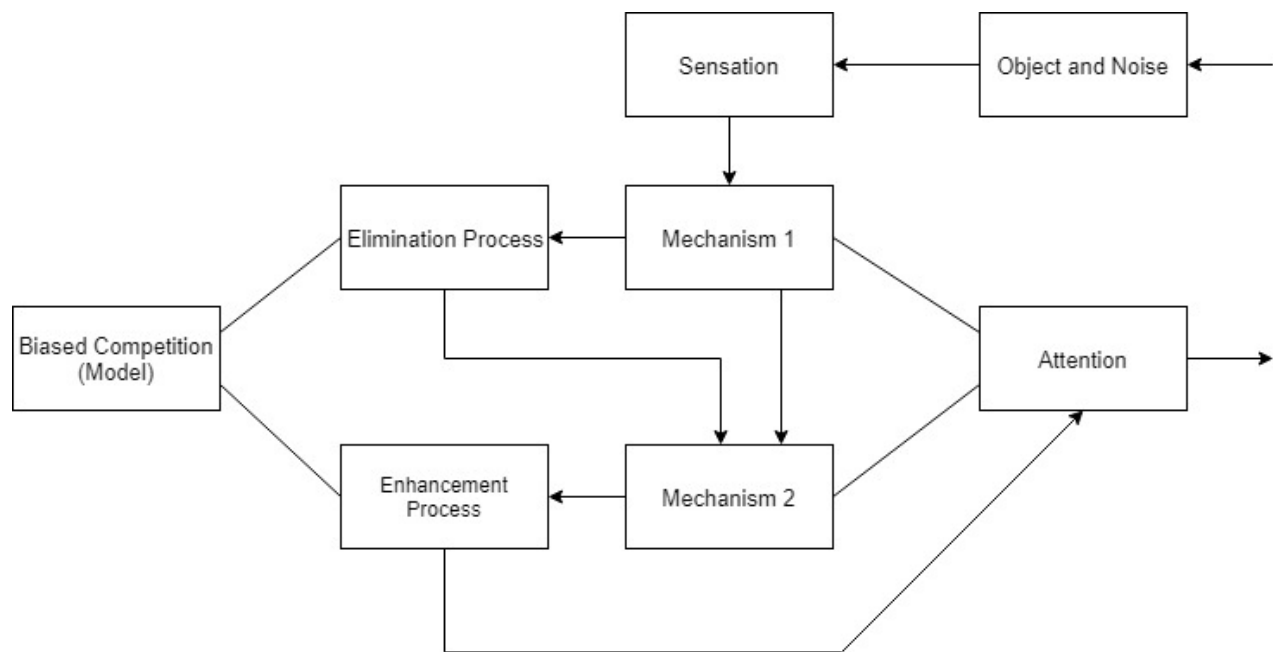 Sensation
Object and Noise
Elimination Process
Mechanism 1
Biased Competition
(Model)
Attention
Enhancement
Process
Mechanism 2